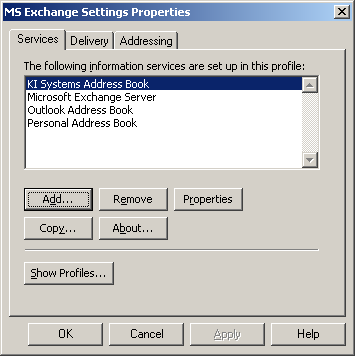 MS Exchange Settings Properties
Services Delivery Addressing
The following information services are set up in this profile:
KI Systems Address Book
Microsoft Exchange Server
Outlook Address Book
Personal Address Book
Add... Remove Properties
Copy... About...
Show Profiles...
OK Cancel Apply Help